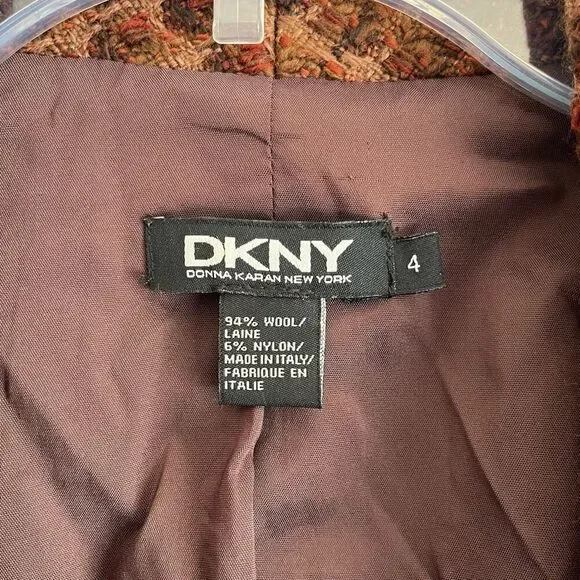 DKNY
DONNA KARAN NEW YORK
4
94% WOOL/
LAINE
6% NYLON/
MADE IN ITALY/
FABRIQUE EN
ITALIE